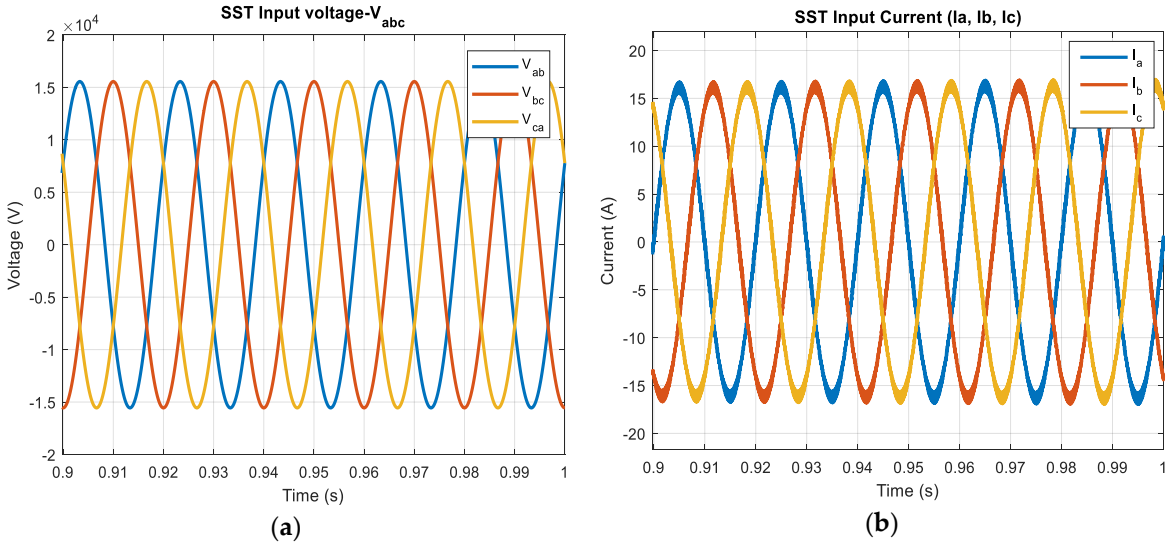 SST Input voltage-Vabc
×10⁴
2
1.5
1
0.5
0
-0.5
-1
-1.5
-2
Voltage (V)
Vab
Vbc
Vca
0.9 0.91 0.92 0.93 0.94 0.95 0.96 0.97 0.98 0.99 1
Time (s)
(a)
SST Input Current (Ia, Ib, Ic)
20
15
10
5
0
-5
-10
-15
-20
Current (A)
Ia
Ib
Ic
0.9 0.91 0.92 0.93 0.94 0.95 0.96 0.97 0.98 0.99 1
Time (s)
(b)